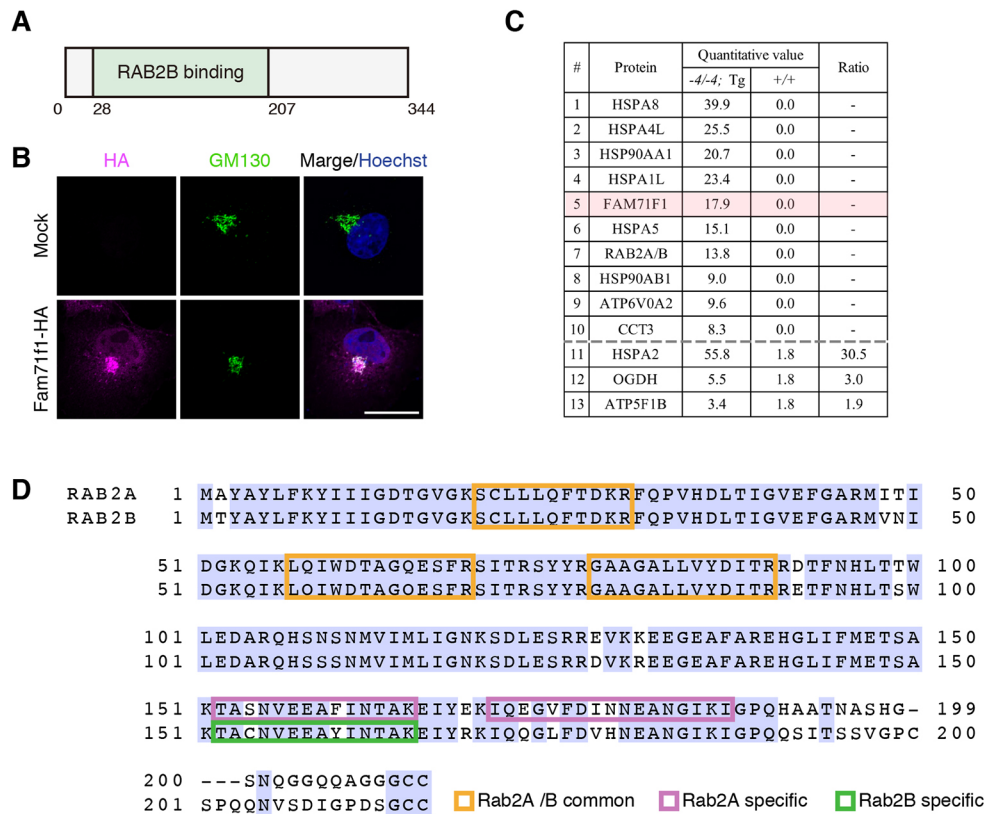 A
RAB2B binding
0 28 207 344
B
HA GM130 Marge/Hoechst
Mock
Fam71f1-HA
C
# Protein Quantitative value Ratio
-4/-4; Tg +/+
1 HSPA8 39.9 0.0 -
2 HSPA4L 25.5 0.0 -
3 HSP90AA1 20.7 0.0 -
4 HSPA1L 23.4 0.0 -
5 FAM71F1 17.9 0.0 -
6 HSPA5 15.1 0.0 -
7 RAB2A/B 13.8 0.0 -
8 HSP90AB1 9.0 0.0 -
9 ATP6V0A2 9.6 0.0 -
10 CCT3 8.3 0.0 -
11 HSPA2 55.8 1.8 30.5
12 OGDH 5.5 1.8 3.0
13 ATP5F1B 3.4 1.8 1.9
D
RAB2A 1 MAYAYLFKYIIIGDTGVGKSCLLLQFTDKRFQPVHDLTIGVEFGARMITI 50
RAB2B 1 MTYAYLFKYIIIGDTGVGKSCLLLQFTDKRFQPVHDLTIGVEFGARMVNI 50
51 DGKQIKLQIWDTAGQESFRSITRSYYRGAAGALLVYDITRRDTFNHLTTW 100
51 DGKQIKLQIWDTAGQESFRSITRSYYRGAAGALLVYDITRRETFNHLTSW 100
101 LEDARQHSNSNMVIMLIGNKSDLESRREVKKEEGEAFAREHGLIFMETSA 150
101 LEDARQHSSSNMVIMLIGNKSDLESRRDVKREEGEAFAREHGLIFMETSA 150
151 KTASNVEEAFINTAKEIYEKIQEGVFDINNEANGIKIGPQHAATNASHG- 199
151 KTACNVEEAYINTAKEIYRKIQQGLFDVHNEANGIKIGPQQSITSSVGPC 200
200 ---SNQGGQQAGGGCC
201 SPQQNVSDIGPDSGCC
Rab2A /B common Rab2A specific Rab2B specific